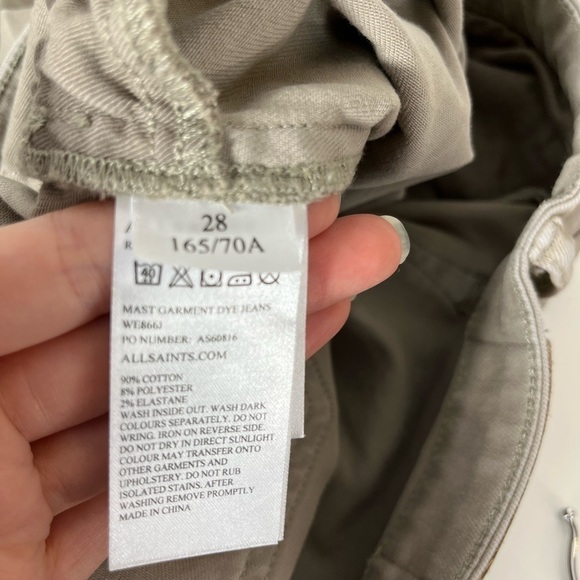 28
165/70A
40
MAST GARMENT DYE JEANS
WE866J
PO NUMBER: AS60816
ALLSAINTS.COM
90% COTTON
8% POLYESTER
2% ELASTANE
WASH INSIDE OUT. WASH DARK
COLOURS SEPARATELY. DO NOT
WRING. IRON ON REVERSE SIDE.
DO NOT DRY IN DIRECT SUNLIGHT
COLOUR MAY TRANSFER ONTO
OTHER GARMENTS AND
UPHOLSTERY. DO NOT RUB
ISOLATED STAINS. AFTER
WASHING REMOVE PROMPTLY
MADE IN CHINA